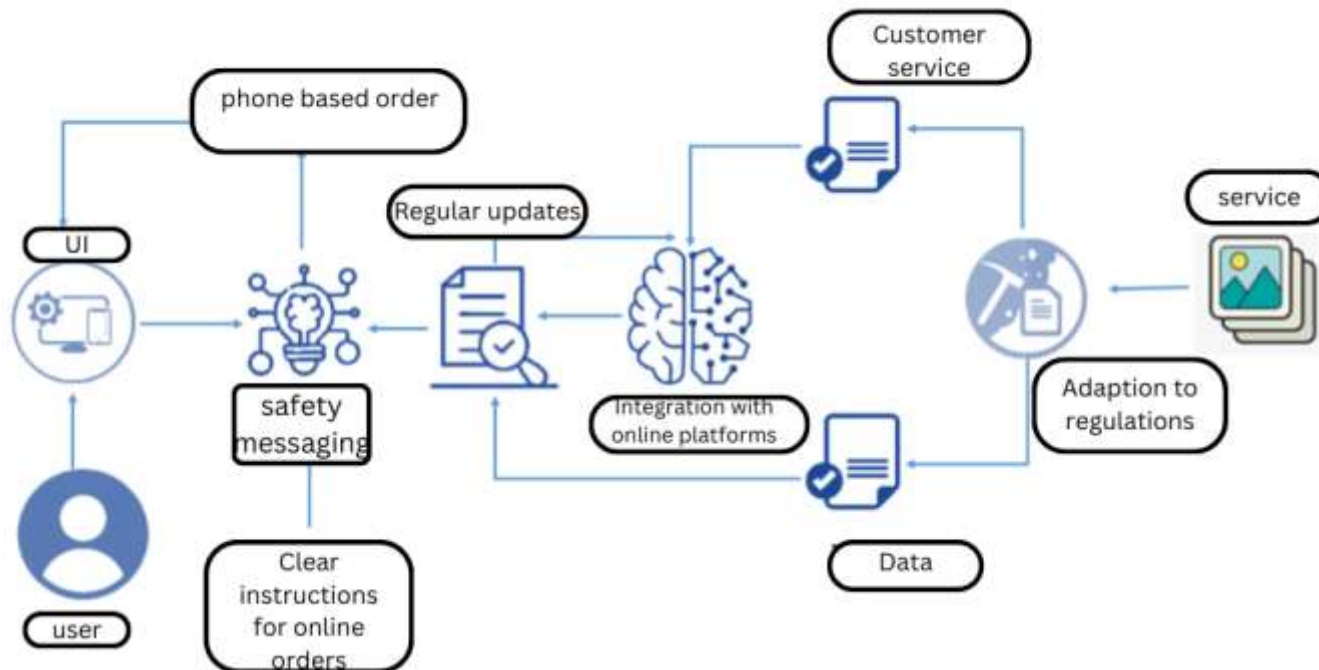 Customer
service
phone based order
Regular updates
service
UI
Adaption to
regulations
safety
messaging
Integration with
online platforms
Clear
instructions
for online
orders
Data
user